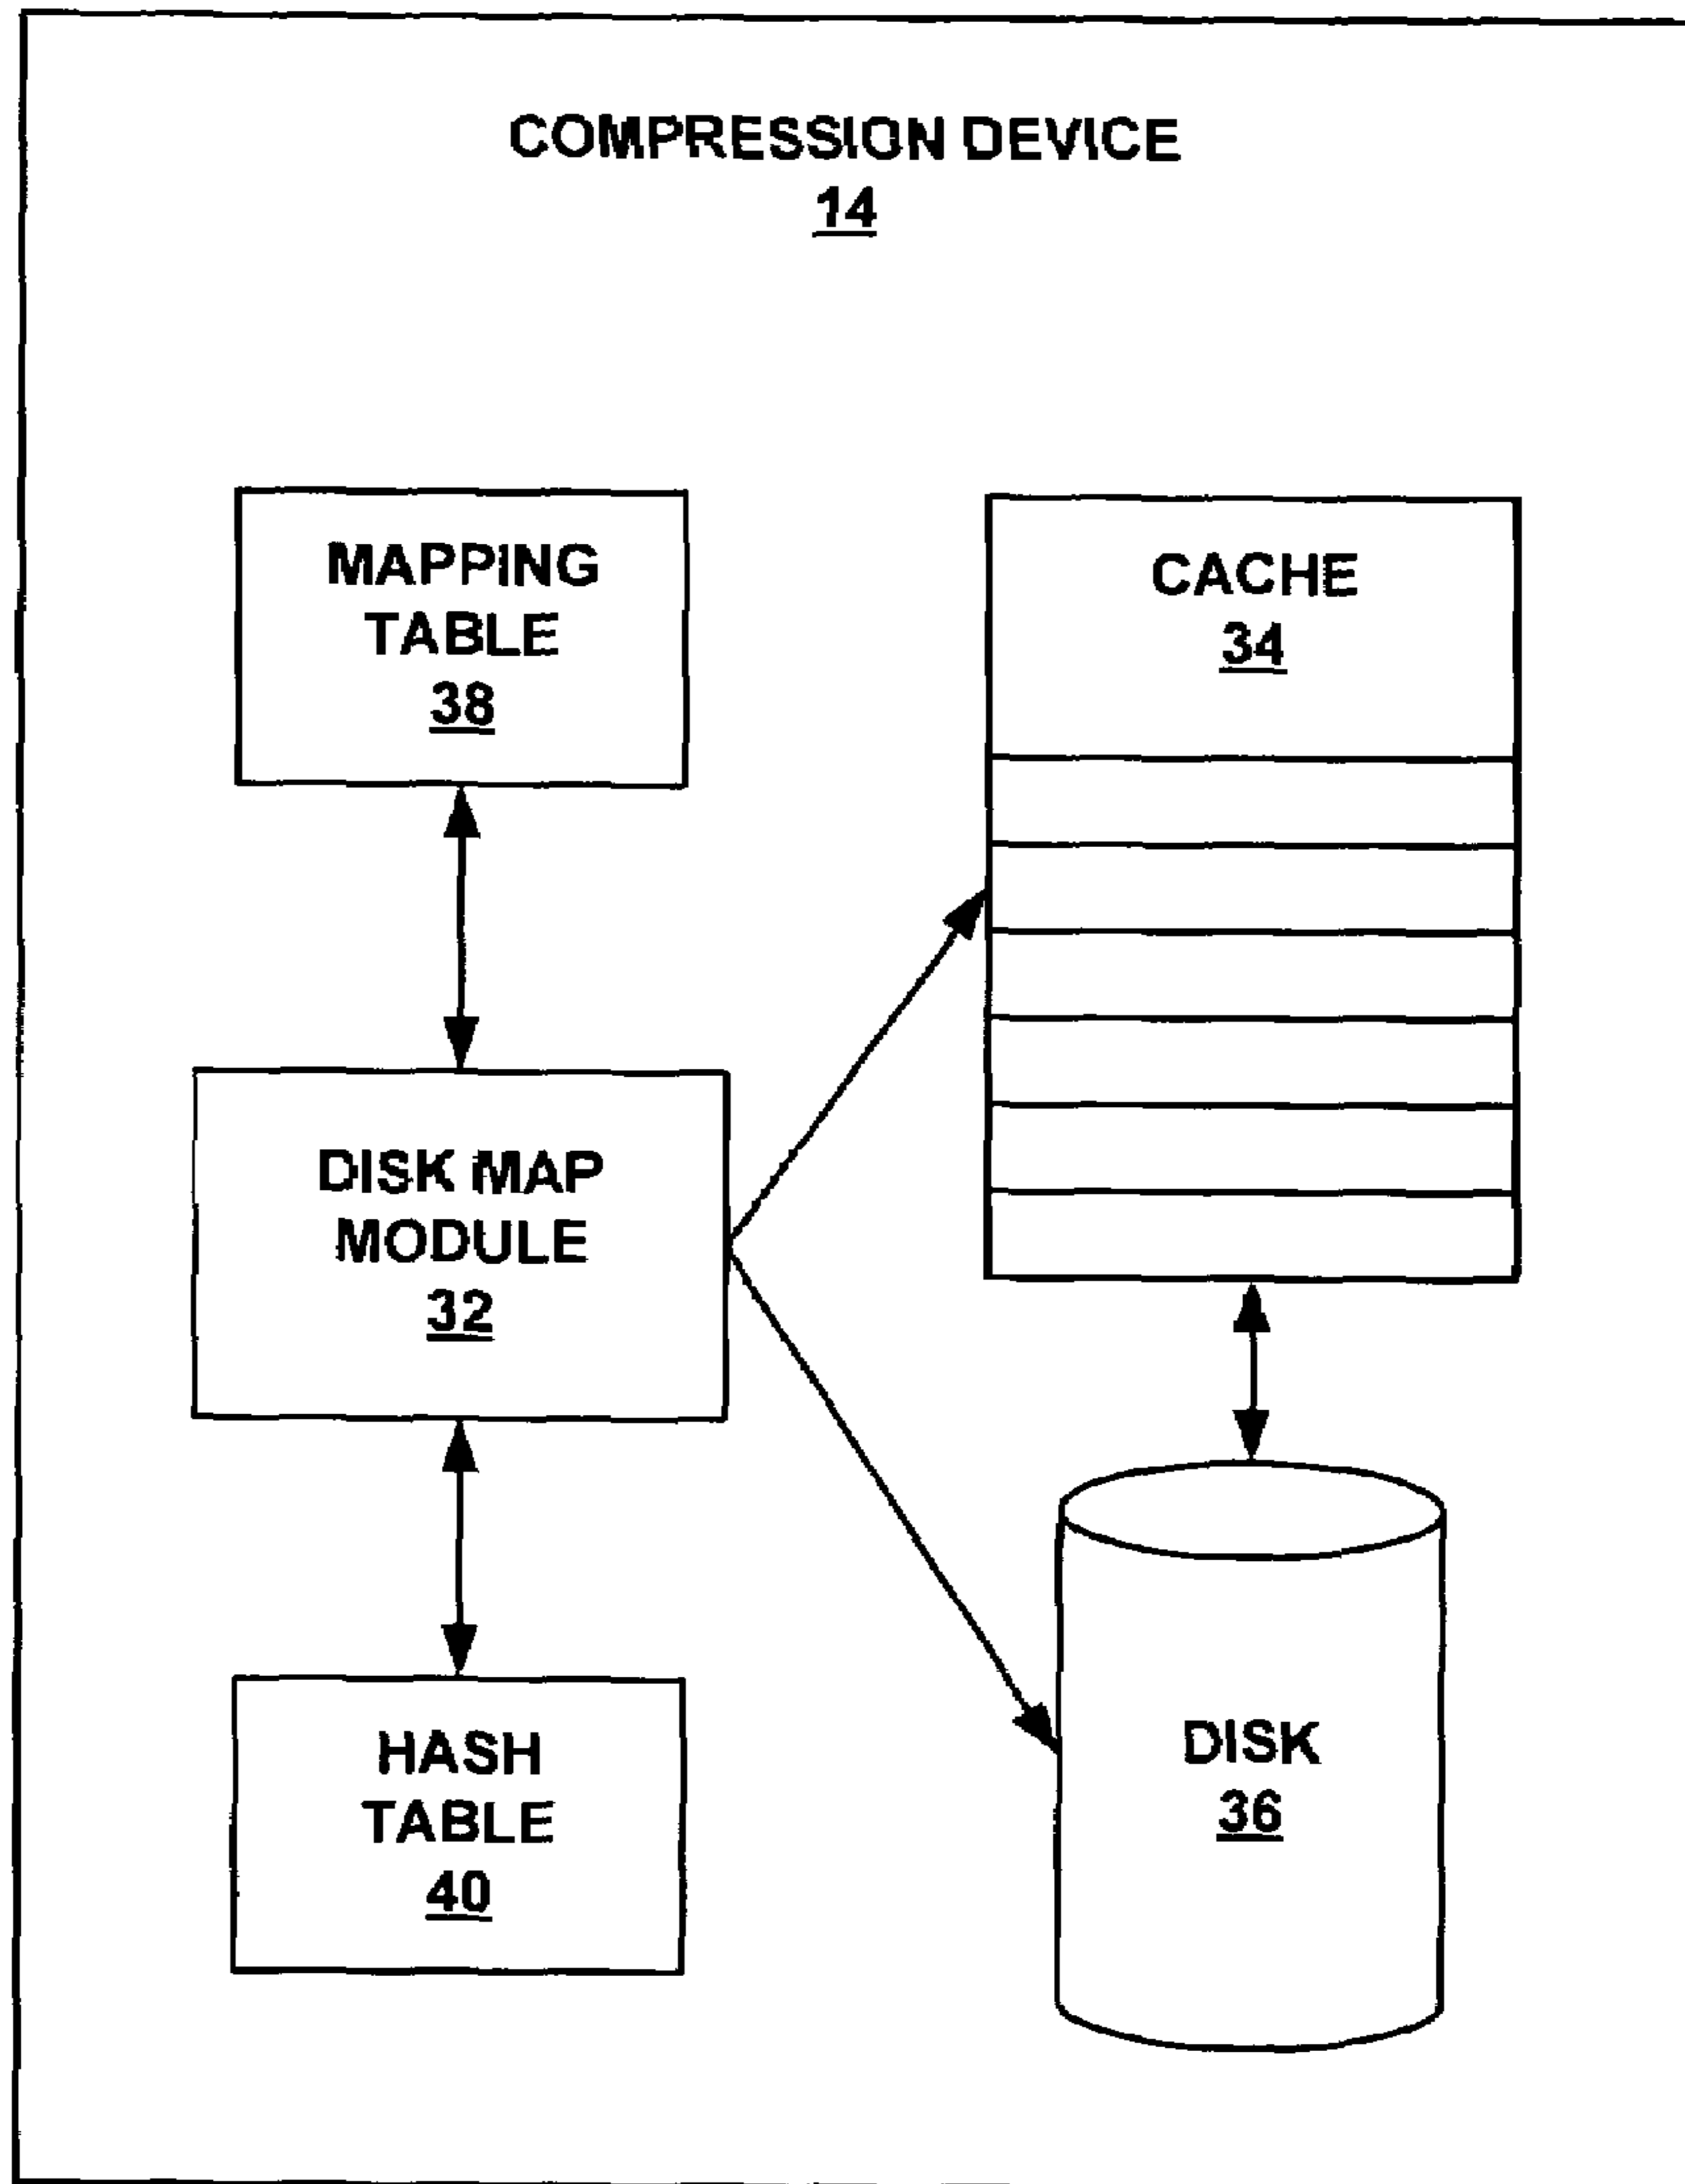 COMPRESSION DEVICE
14
MAPPING
TABLE
38
CACHE
34
DISK MAP
MODULE
32
HASH
TABLE
40
DISK
36